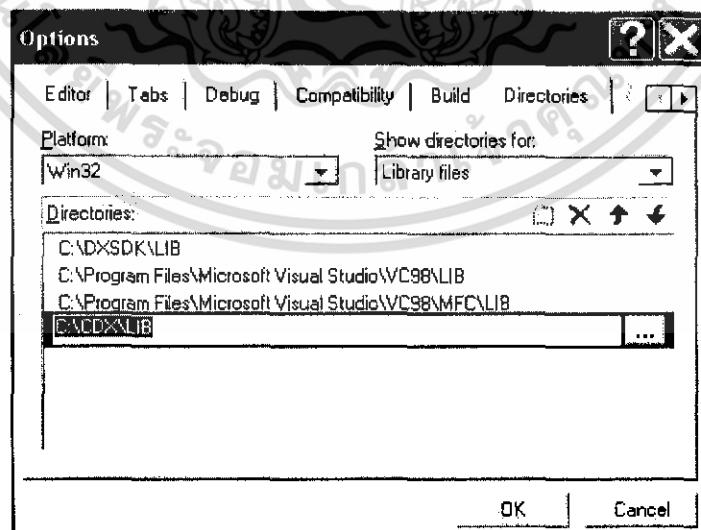 Options
Editor | Tabs | Debug | Compatibility | Build Directories
Platform: Show directories for:
Win32 Library files
Directories:
C:\DXSDK\LIB
C:\Program Files\Microsoft Visual Studio\VC98\LIB
C:\Program Files\Microsoft Visual Studio\VC98\MFC\LIB
C:\CDX\LIB ...
OK Cancel